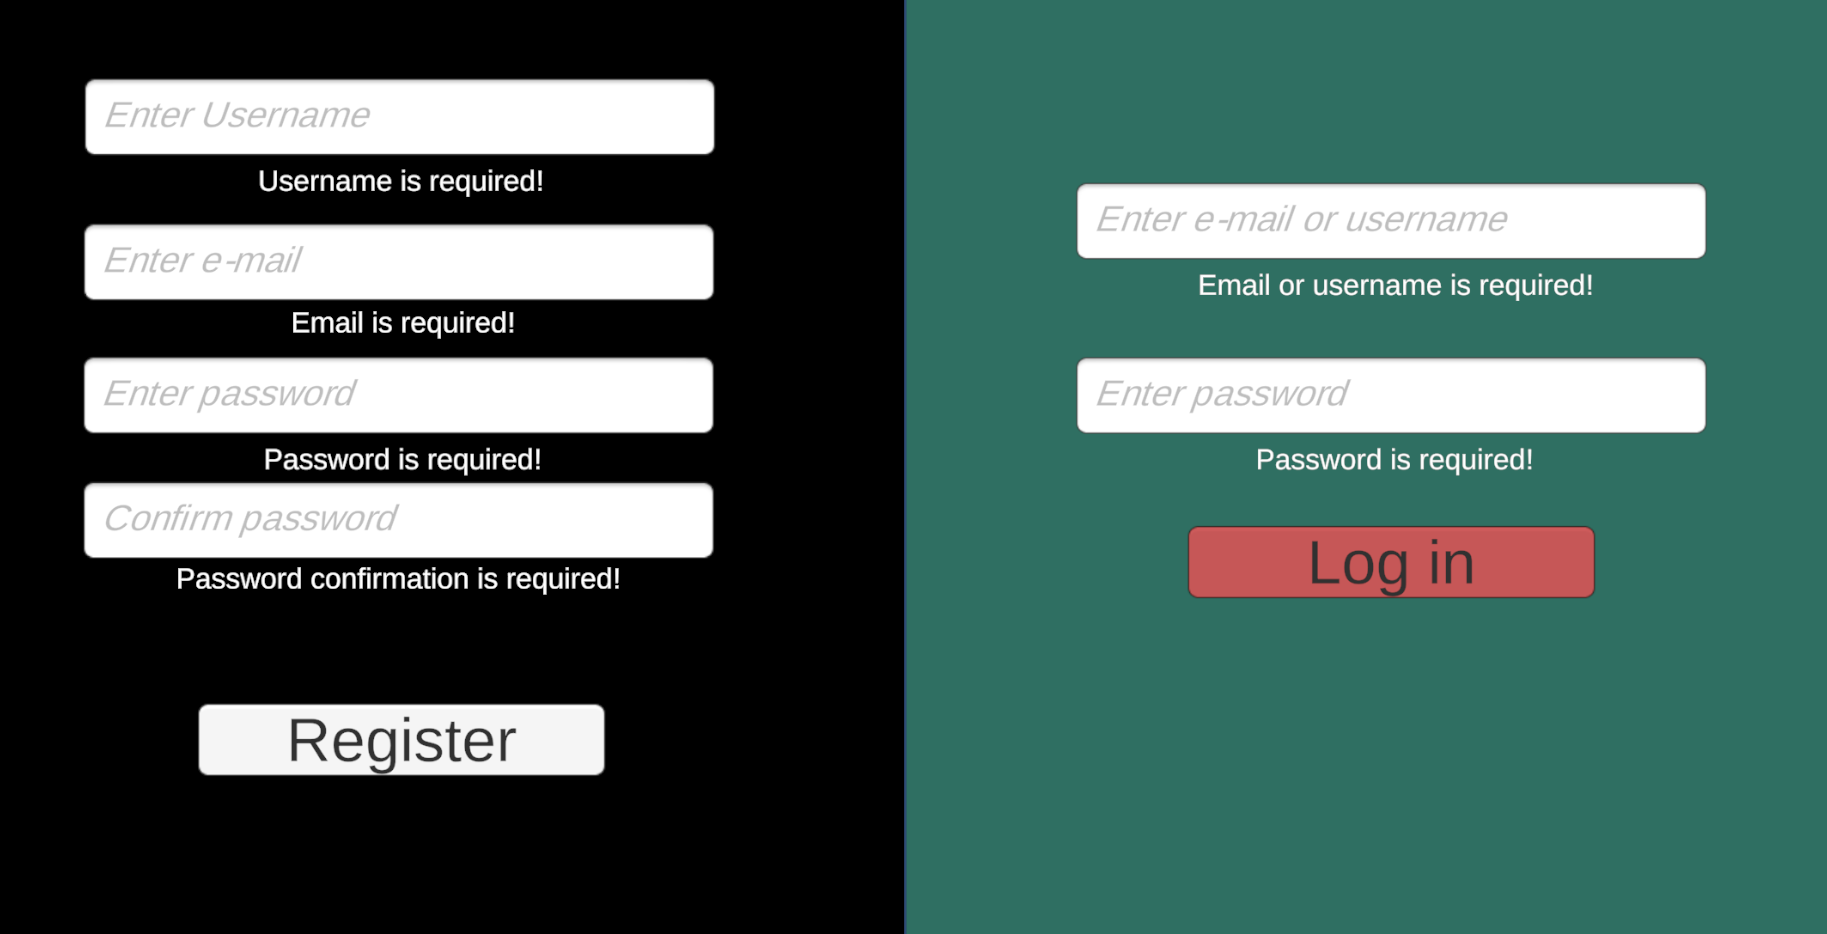 Enter Username
Username is required!
Enter e-mail
Email is required!
Enter password
Password is required!
Confirm password
Password confirmation is required!
Register
Enter e-mail or username
Email or username is required!
Enter password
Password is required!
Log in